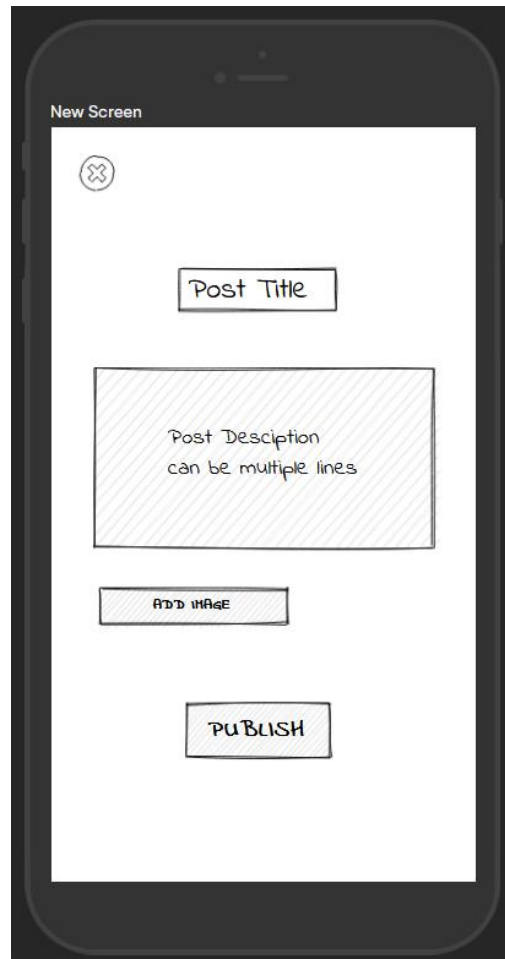 New Screen
Post Title
Post Desciption
can be multiple lines
ADD IMAGE
PUBLISH